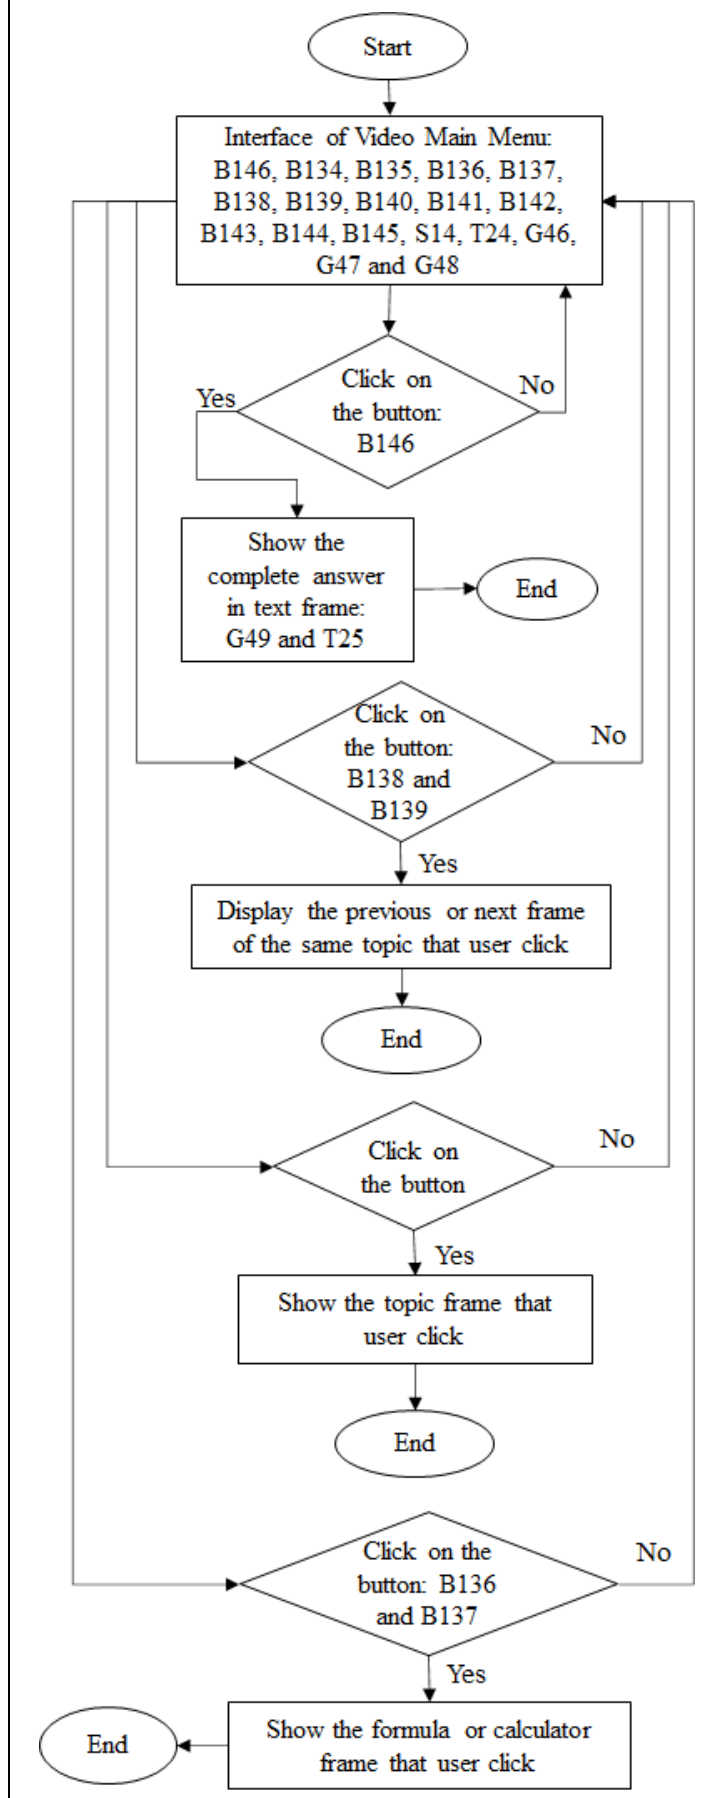 Start
Interface of Video Main Menu:
B146, B134, B135, B136, B137,
B138, B139, B140, B141, B142,
B143, B144, B145, S14, T24, G46,
G47 and G48
Click on
the button:
B146
Yes
No
Show the
complete answer
in text frame:
G49 and T25
End
Click on
the button:
B138 and
B139
No
Yes
Display the previous or next frame
of the same topic that user click
End
Click on
the button
No
Yes
Show the topic frame that
user click
End
Click on the
button: B136
and B137
No
Yes
Show the formula or calculator
frame that user click
End